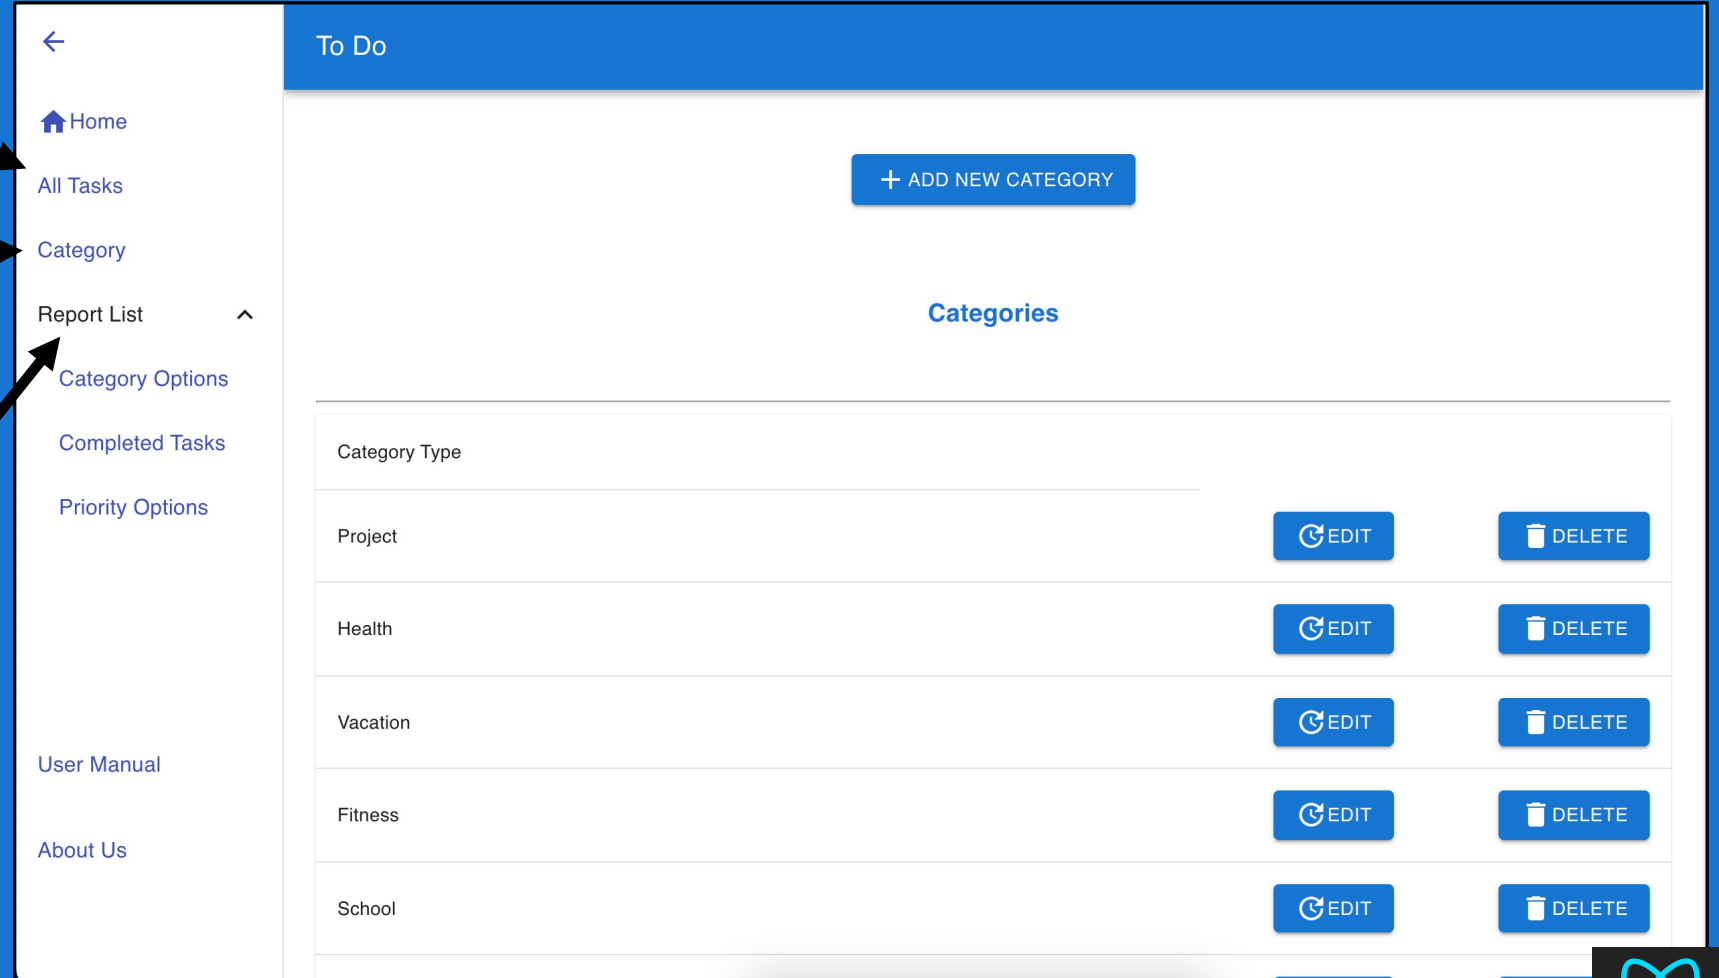 To Do
Home
All Tasks
Category
Report List
Category Options
Completed Tasks
Priority Options
User Manual
About Us
ADD NEW CATEGORY
Categories
Category Type
Project EDIT DELETE
Health EDIT DELETE
Vacation EDIT DELETE
Fitness EDIT DELETE
School EDIT DELETE